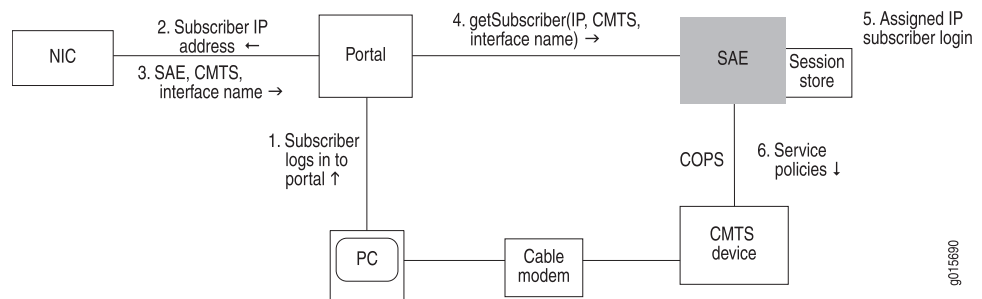 2. Subscriber IP
address ←
NIC
3. SAE, CMTS,
interface name →
Portal
4. getSubscriber(IP, CMTS,
interface name) →
SAE
Session
store
5. Assigned IP
subscriber login
1. Subscriber
logs in to
portal ↑
COPS
6. Service
policies ↓
PC
Cable
modem
CMTS
device
g015690